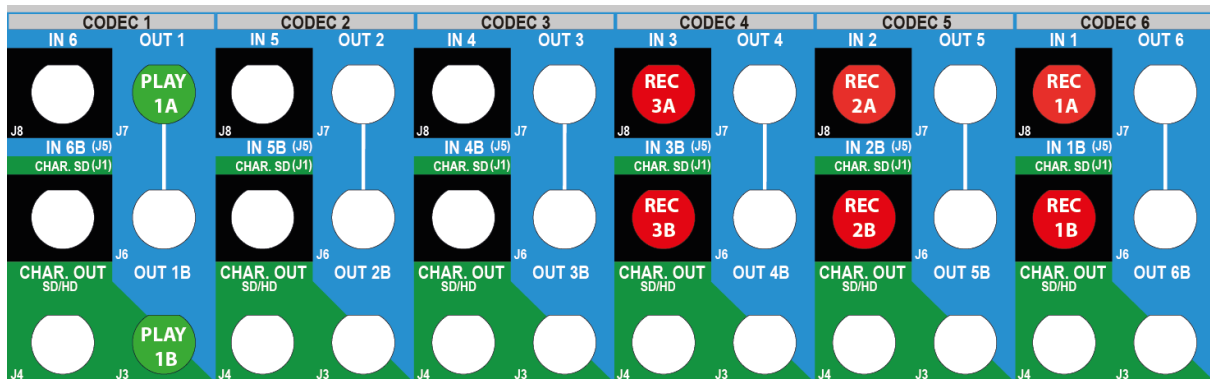 CODEC 1 CODEC 2 CODEC 3 CODEC 4 CODEC 5 CODEC 6
IN 6 OUT 1 IN 5 OUT 2 IN 4 OUT 3 IN 3 OUT 4 IN 2 OUT 5 IN 1 OUT 6
PLAY 1A REC 3A REC 2A REC 1A
J8 J7 J8 J7 J8 J7 J8 J7 J8 J7 J8 J7
IN 6B (J5) IN 5B (J5) IN 4B (J5) IN 3B (J5) IN 2B (J5) IN 1B (J5)
CHAR. SD (J1) CHAR. SD (J1) CHAR. SD (J1) CHAR. SD (J1) CHAR. SD (J1) CHAR. SD (J1)
REC 3B REC 2B REC 1B
J6 J6 J6 J6 J6 J6
CHAR. OUT OUT 1B CHAR. OUT OUT 2B CHAR. OUT OUT 3B CHAR. OUT OUT 4B CHAR. OUT OUT 5B CHAR. OUT OUT 6B
SD/HD SD/HD SD/HD SD/HD SD/HD SD/HD
PLAY 1B
J4 J3 J4 J3 J4 J3 J4 J3 J4 J3 J4 J3